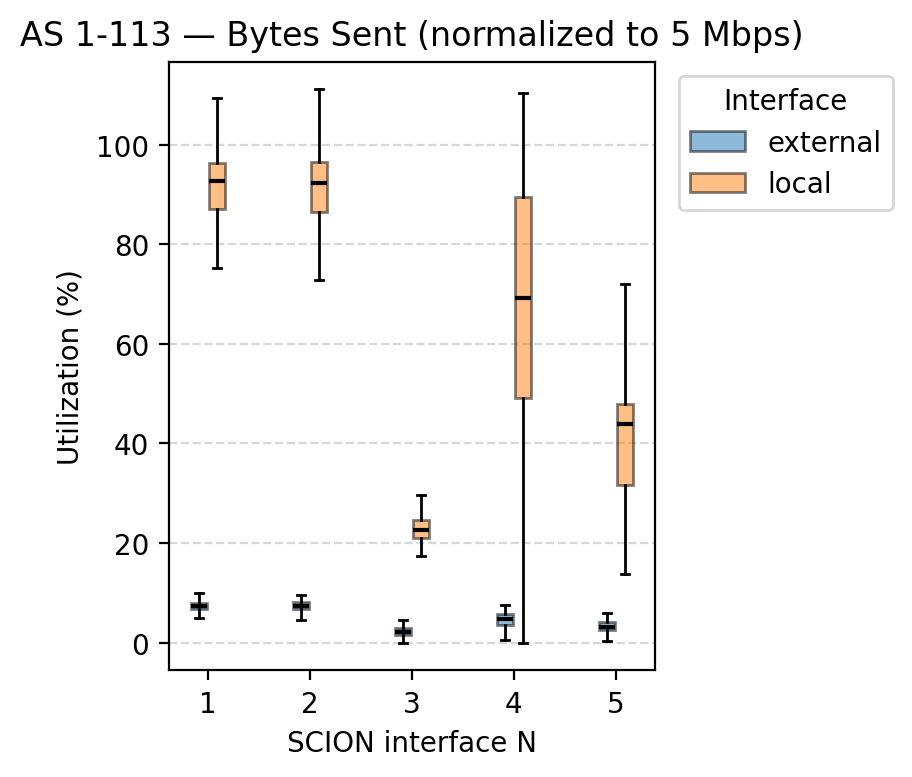 AS 1-113 — Bytes Sent (normalized to 5 Mbps)
Interface
external
local
Utilization (%)
100
80
60
40
20
0
1 2 3 4 5
SCION interface N